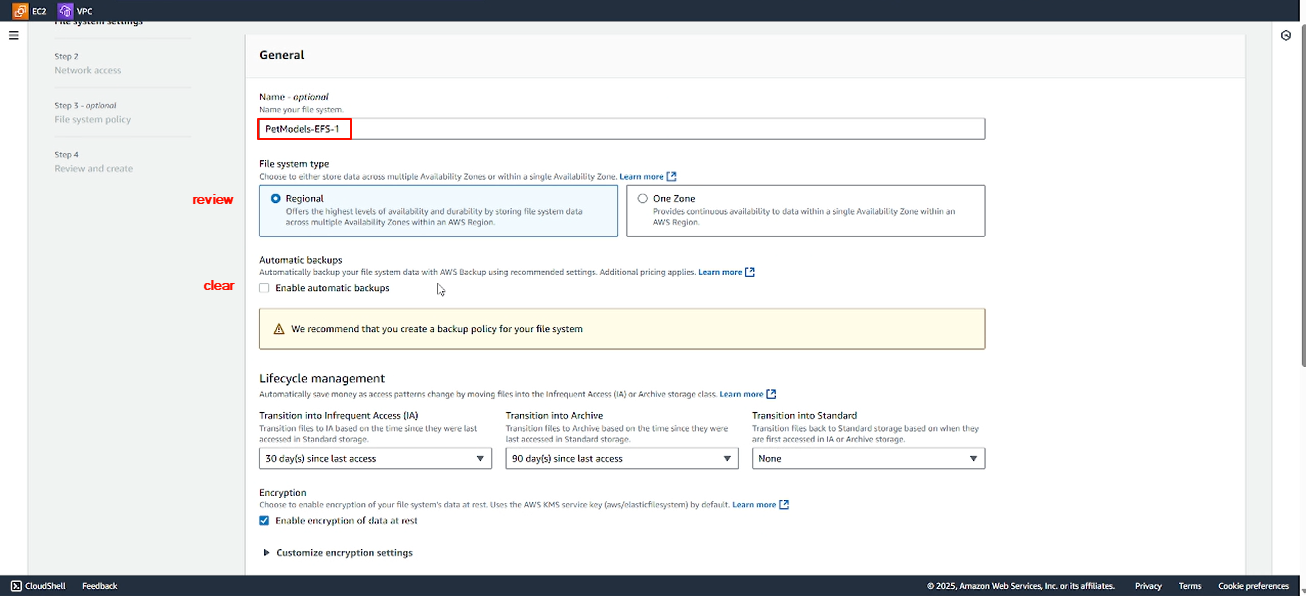 EC2 VPC
File system settings
Step 2
Network access
Step 3 - optional
File system policy
Step 4
Review and create
General
Name - optional
Name your file system.
PetModels-EFS-1
File system type
Choose to either store data across multiple Availability Zones or within a single Availability Zone. Learn more
review
Regional
Offers the highest levels of availability and durability by storing file system data
across multiple Availability Zones within an AWS Region.
One Zone
Provides continuous availability to data within a single Availability Zone within an
AWS Region.
Automatic backups
Automatically backup your file system data with AWS Backup using recommended settings. Additional pricing applies. Learn more
clear
Enable automatic backups
We recommend that you create a backup policy for your file system
Lifecycle management
Automatically save money as access patterns change by moving files into the Infrequent Access (IA) or Archive storage class. Learn more
Transition into Infrequent Access (IA)
Transition files to IA based on the time since they were last
accessed in Standard storage.
30 day(s) since last access
Transition into Archive
Transition files to Archive based on the time since they were
last accessed in Standard storage.
90 day(s) since last access
Transition into Standard
Transition files back to Standard storage based on when they
are first accessed in IA or Archive storage.
None
Encryption
Choose to enable encryption of your file system's data at rest. Uses the AWS KMS service key (aws/elasticfilesystem) by default. Learn more
Enable encryption of data at rest
Customize encryption settings
CloudShell Feedback © 2025, Amazon Web Services, Inc. or its affiliates. Privacy Terms Cookie preferences